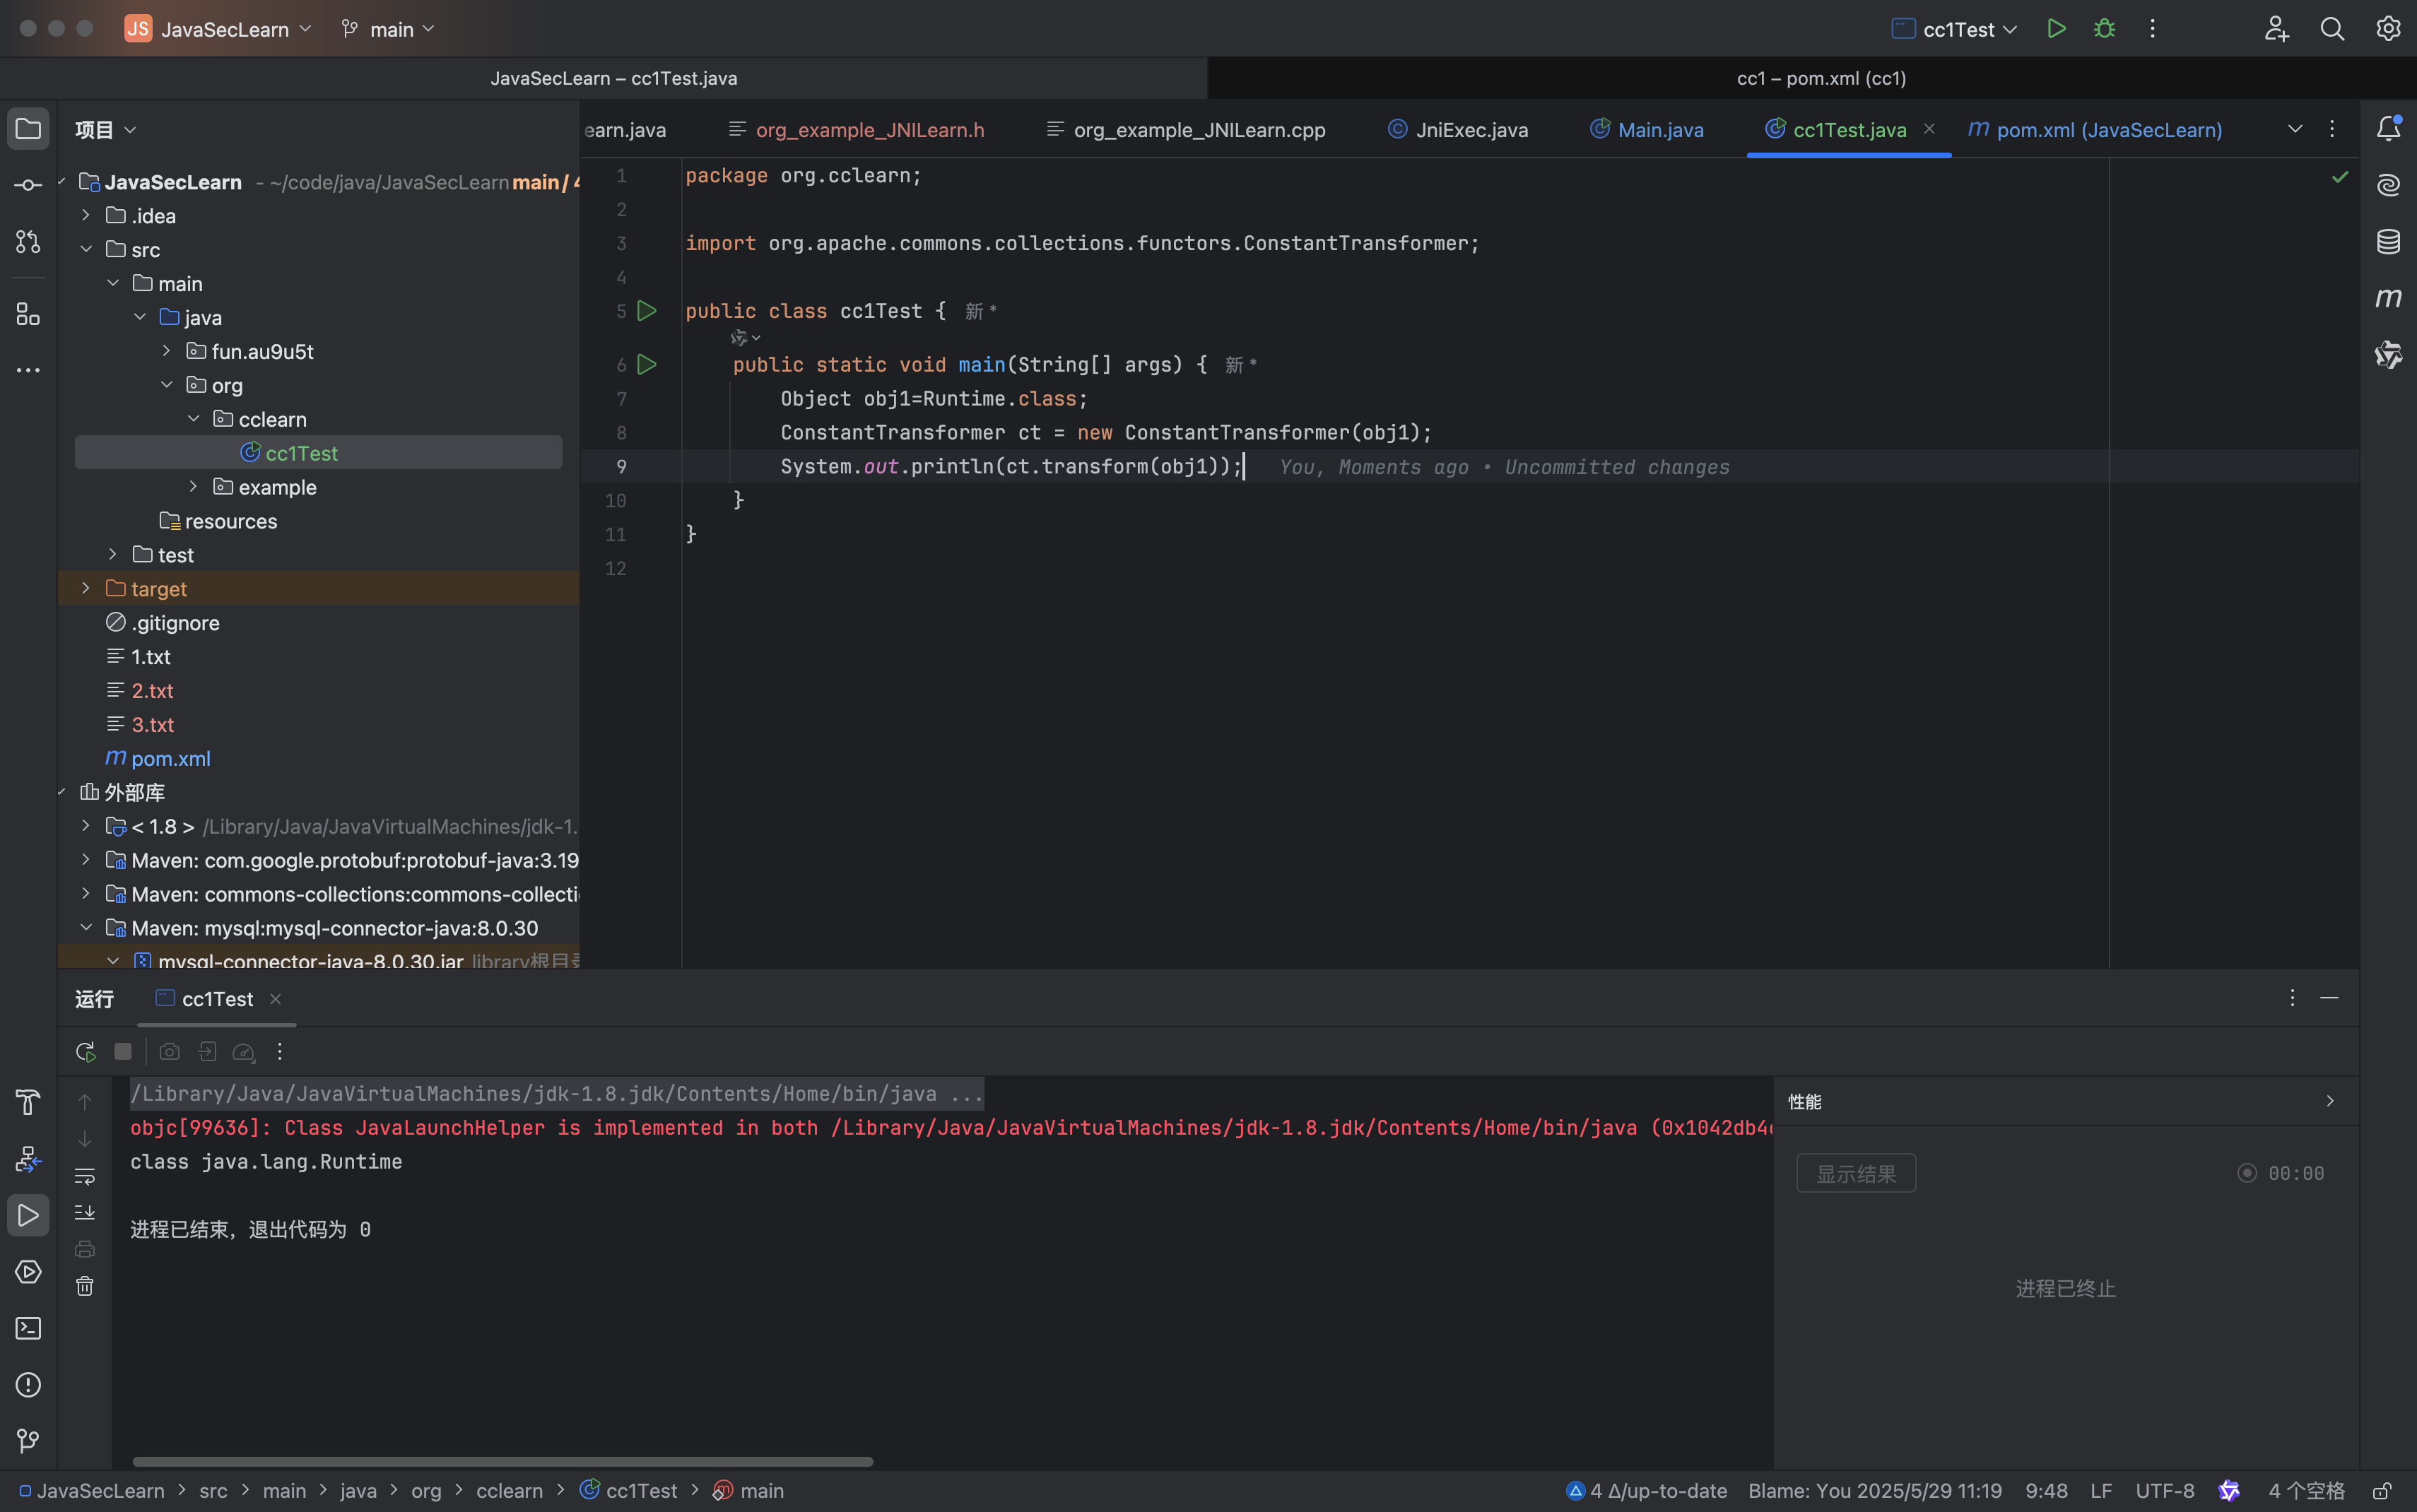 JS JavaSecLearn main cc1Test
JavaSecLearn – cc1Test.java cc1 – pom.xml (cc1)
项目
earn.java org_example_JNILearn.h org_example_JNILearn.cpp JniExec.java Main.java cc1Test.java pom.xml (JavaSecLearn)
JavaSecLearn - ~/code/java/JavaSecLearn main / 4
.idea
src
main
java
fun.au9u5t
org
cclearn
cc1Test
example
resources
test
target
.gitignore
1.txt
2.txt
3.txt
pom.xml
外部库
< 1.8 > /Library/Java/JavaVirtualMachines/jdk-1.
Maven: com.google.protobuf:protobuf-java:3.19
Maven: commons-collections:commons-collecti
Maven: mysql:mysql-connector-java:8.0.30
mysql-connector-java-8.0.30.jar library根目录
1 package org.cclearn;
2
3 import org.apache.commons.collections.functors.ConstantTransformer;
4
5 public class cc1Test { 新 *
6 public static void main(String[] args) { 新 *
7 Object obj1=Runtime.class;
8 ConstantTransformer ct = new ConstantTransformer(obj1);
9 System.out.println(ct.transform(obj1)); You, Moments ago • Uncommitted changes
10 }
11 }
12
运行 cc1Test
/Library/Java/JavaVirtualMachines/jdk-1.8.jdk/Contents/Home/bin/java ...
objc[99636]: Class JavaLaunchHelper is implemented in both /Library/Java/JavaVirtualMachines/jdk-1.8.jdk/Contents/Home/bin/java (0x1042db4
class java.lang.Runtime
进程已结束，退出代码为 0
性能
显示结果 00:00
进程已终止
JavaSecLearn > src > main > java > org > cclearn > cc1Test > main 4 Δ/up-to-date Blame: You 2025/5/29 11:19 9:48 LF UTF-8 4 个空格